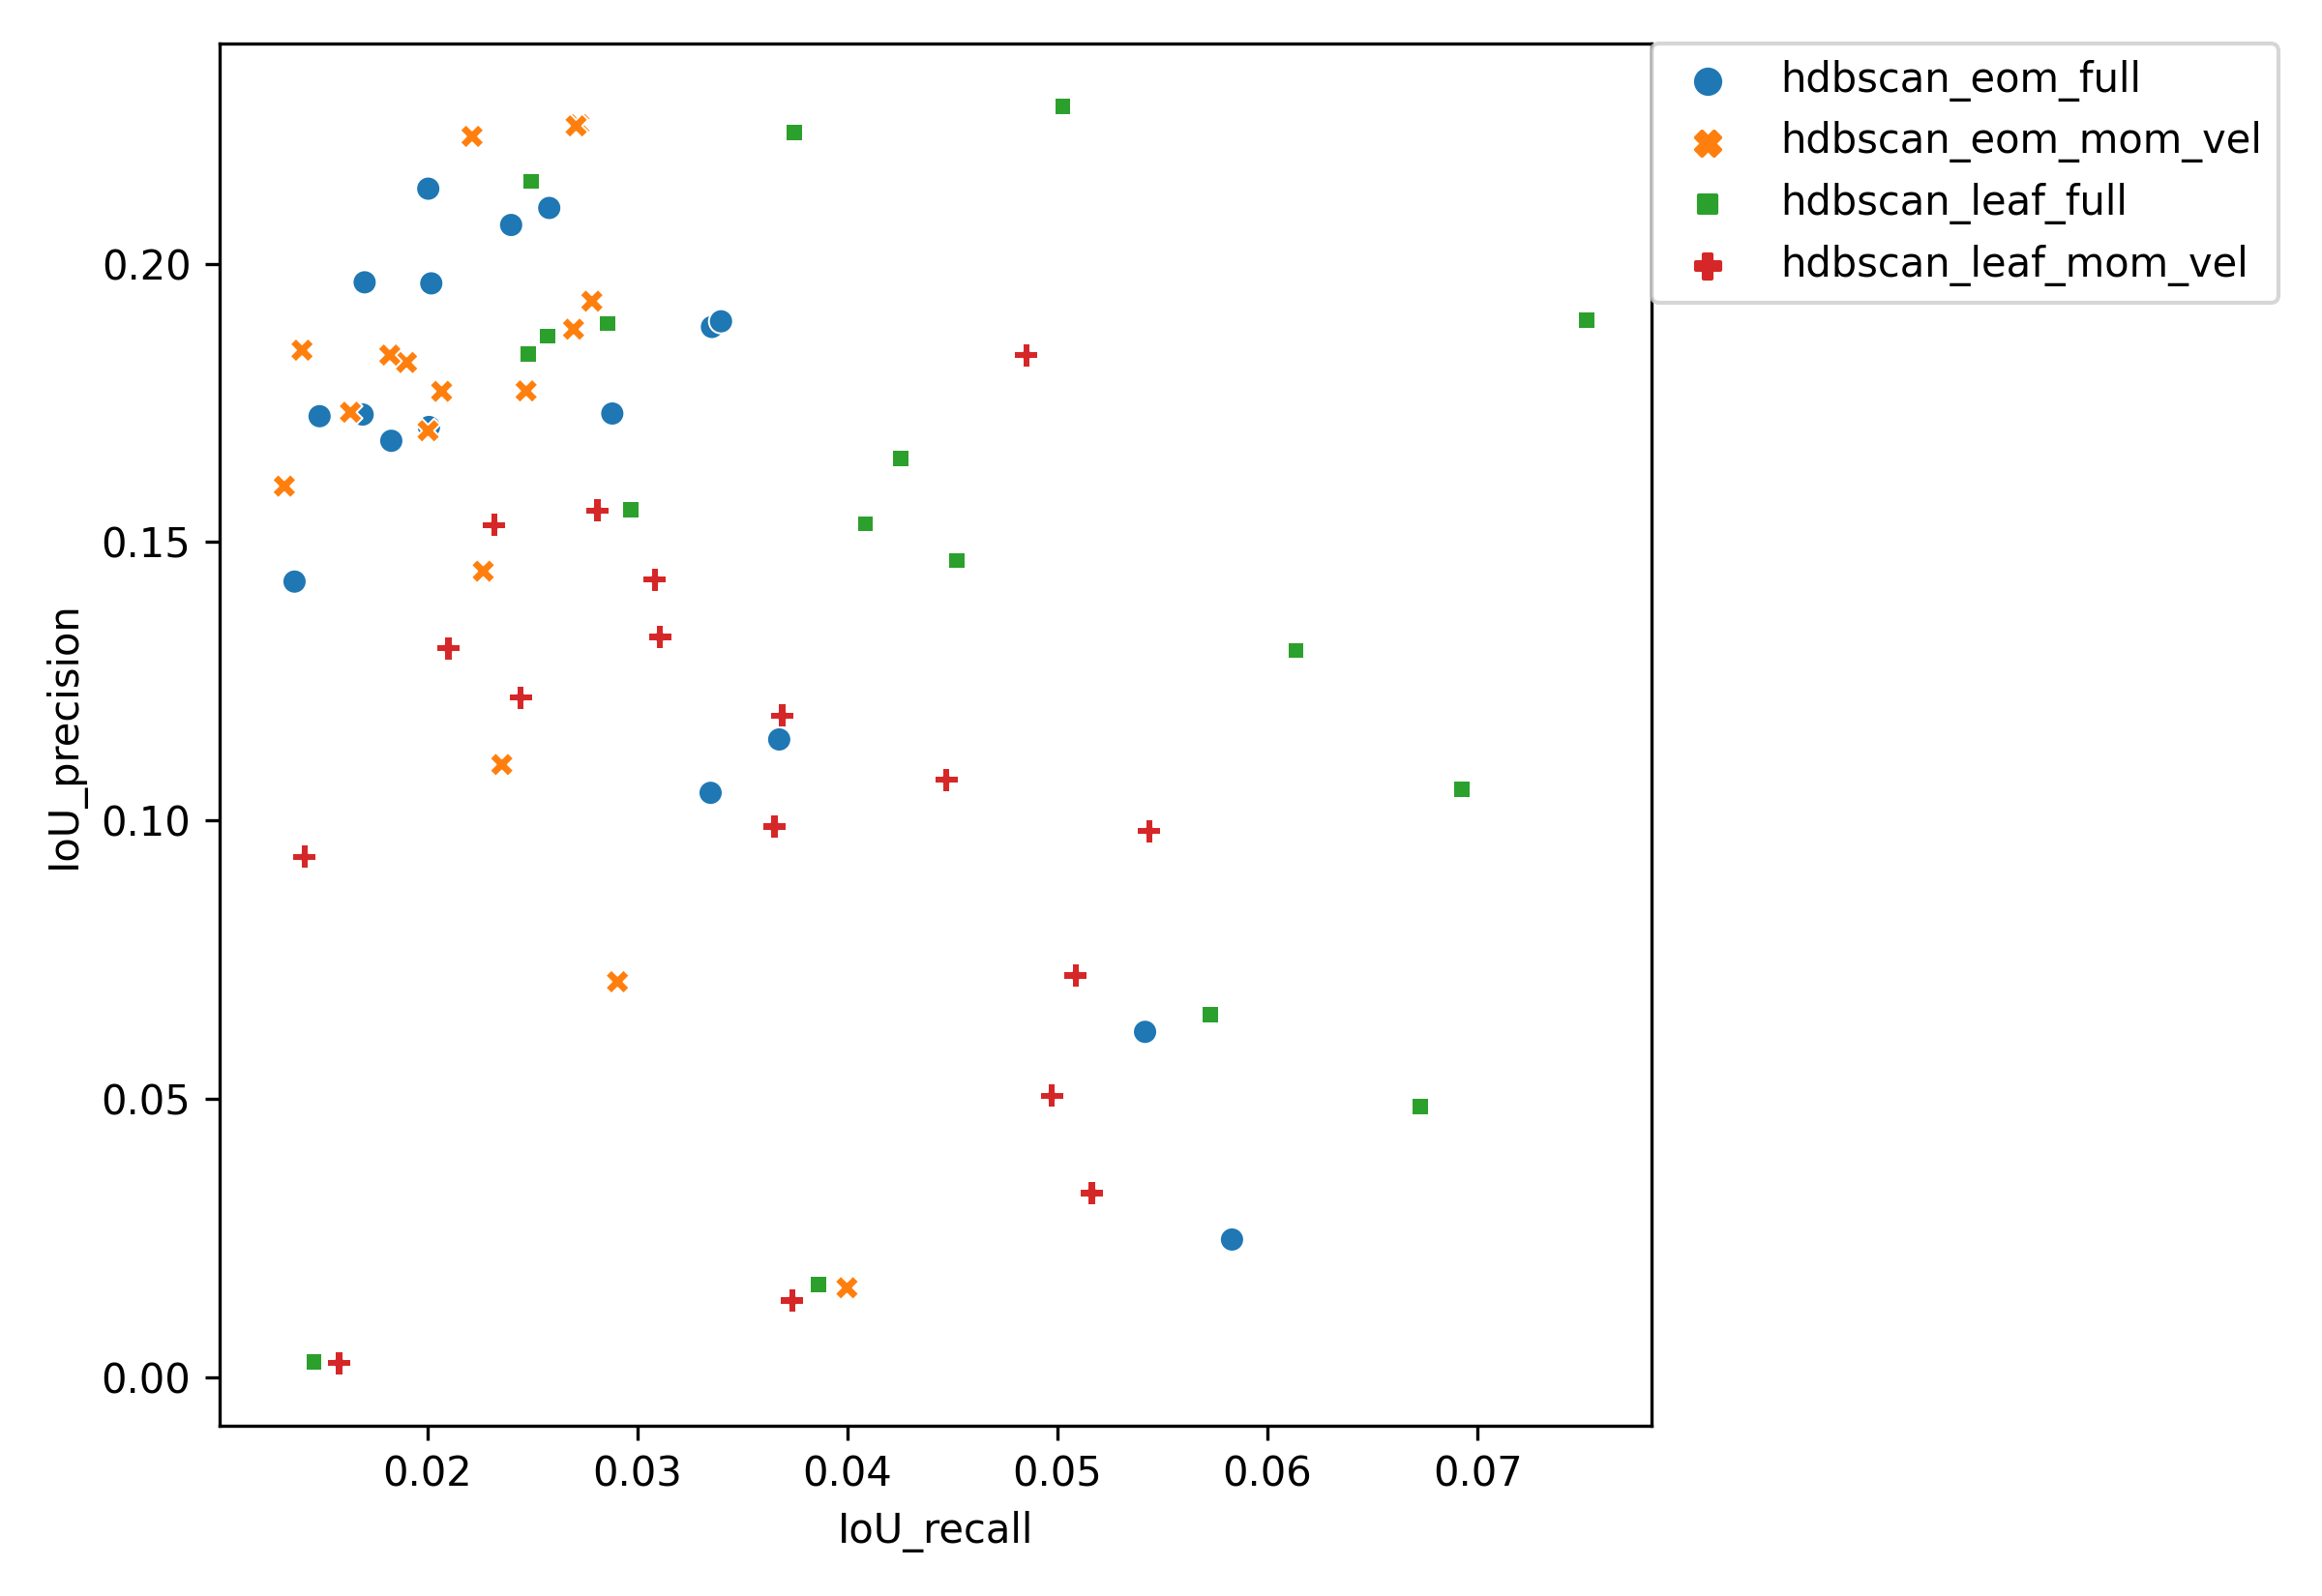 hdbscan_eom_full
hdbscan_eom_mom_vel
hdbscan_leaf_full
hdbscan_leaf_mom_vel
0.20
0.15
0.10
0.05
0.00
IoU_precision
0.02 0.03 0.04 0.05 0.06 0.07
IoU_recall